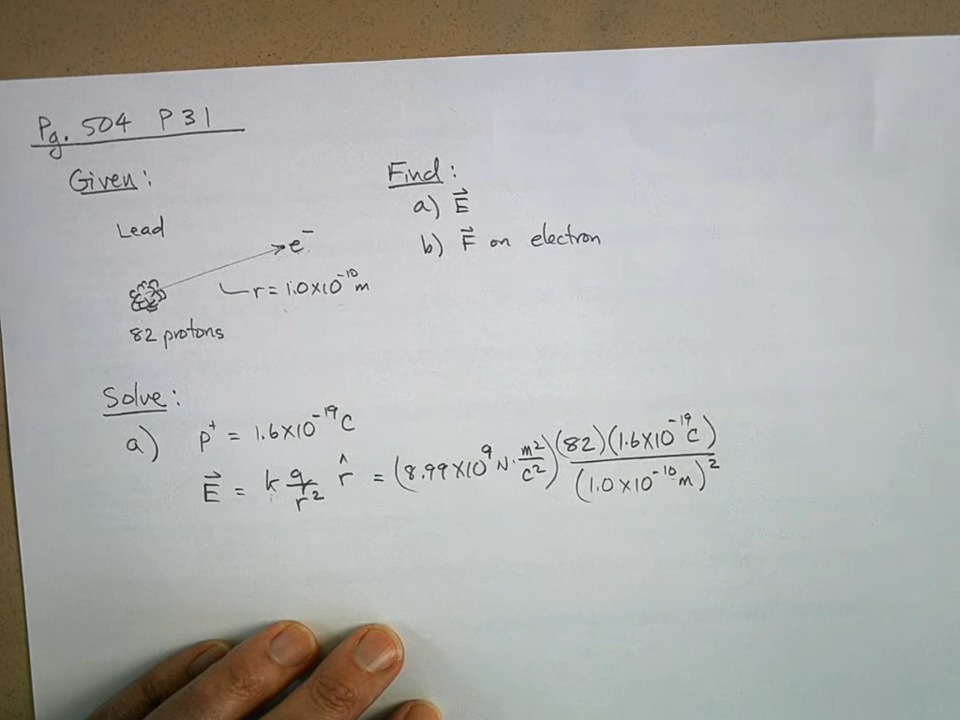 Pg. 504 P 31
Given:
Find:
a) E⃗
b) F⃗ on electron
Lead
e⁻
r = 1.0×10⁻¹⁰ m
82 protons
Solve:
a) p⁺ = 1.6×10⁻¹⁹ C
E⃗ = k q/r² r̂ = (8.99×10⁹ N·m²/C²) (82)(1.6×10⁻¹⁹ C)/(1.0×10⁻¹⁰ m)²